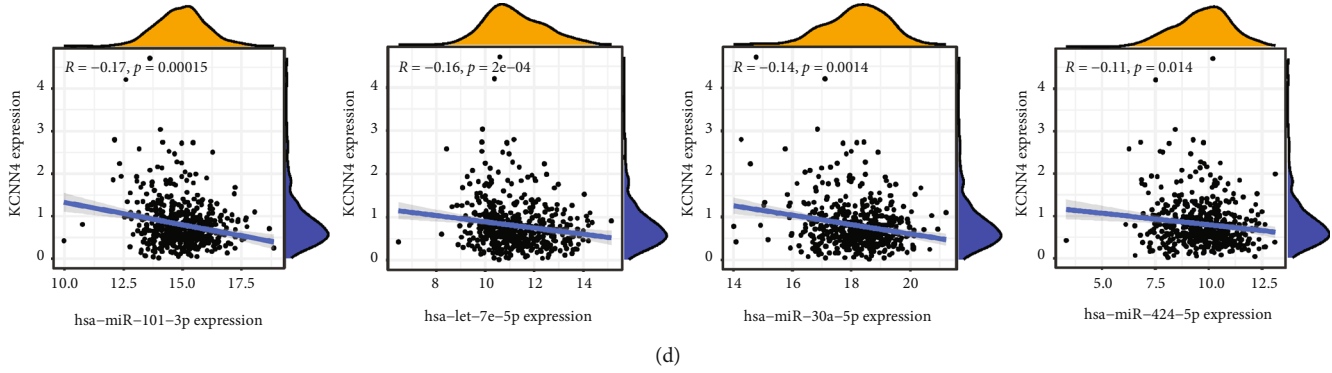 R = −0.17, p = 0.00015
KCNN4 expression
4
3
2
1
0
10.0 12.5 15.0 17.5
hsa−miR−101−3p expression
R = −0.16, p = 2e−04
KCNN4 expression
4
3
2
1
0
8 10 12 14
hsa−let−7e−5p expression
R = −0.14, p = 0.0014
KCNN4 expression
4
3
2
1
0
14 16 18 20
hsa−miR−30a−5p expression
R = −0.11, p = 0.014
KCNN4 expression
4
3
2
1
0
5.0 7.5 10.0 12.5
hsa−miR−424−5p expression
(d)